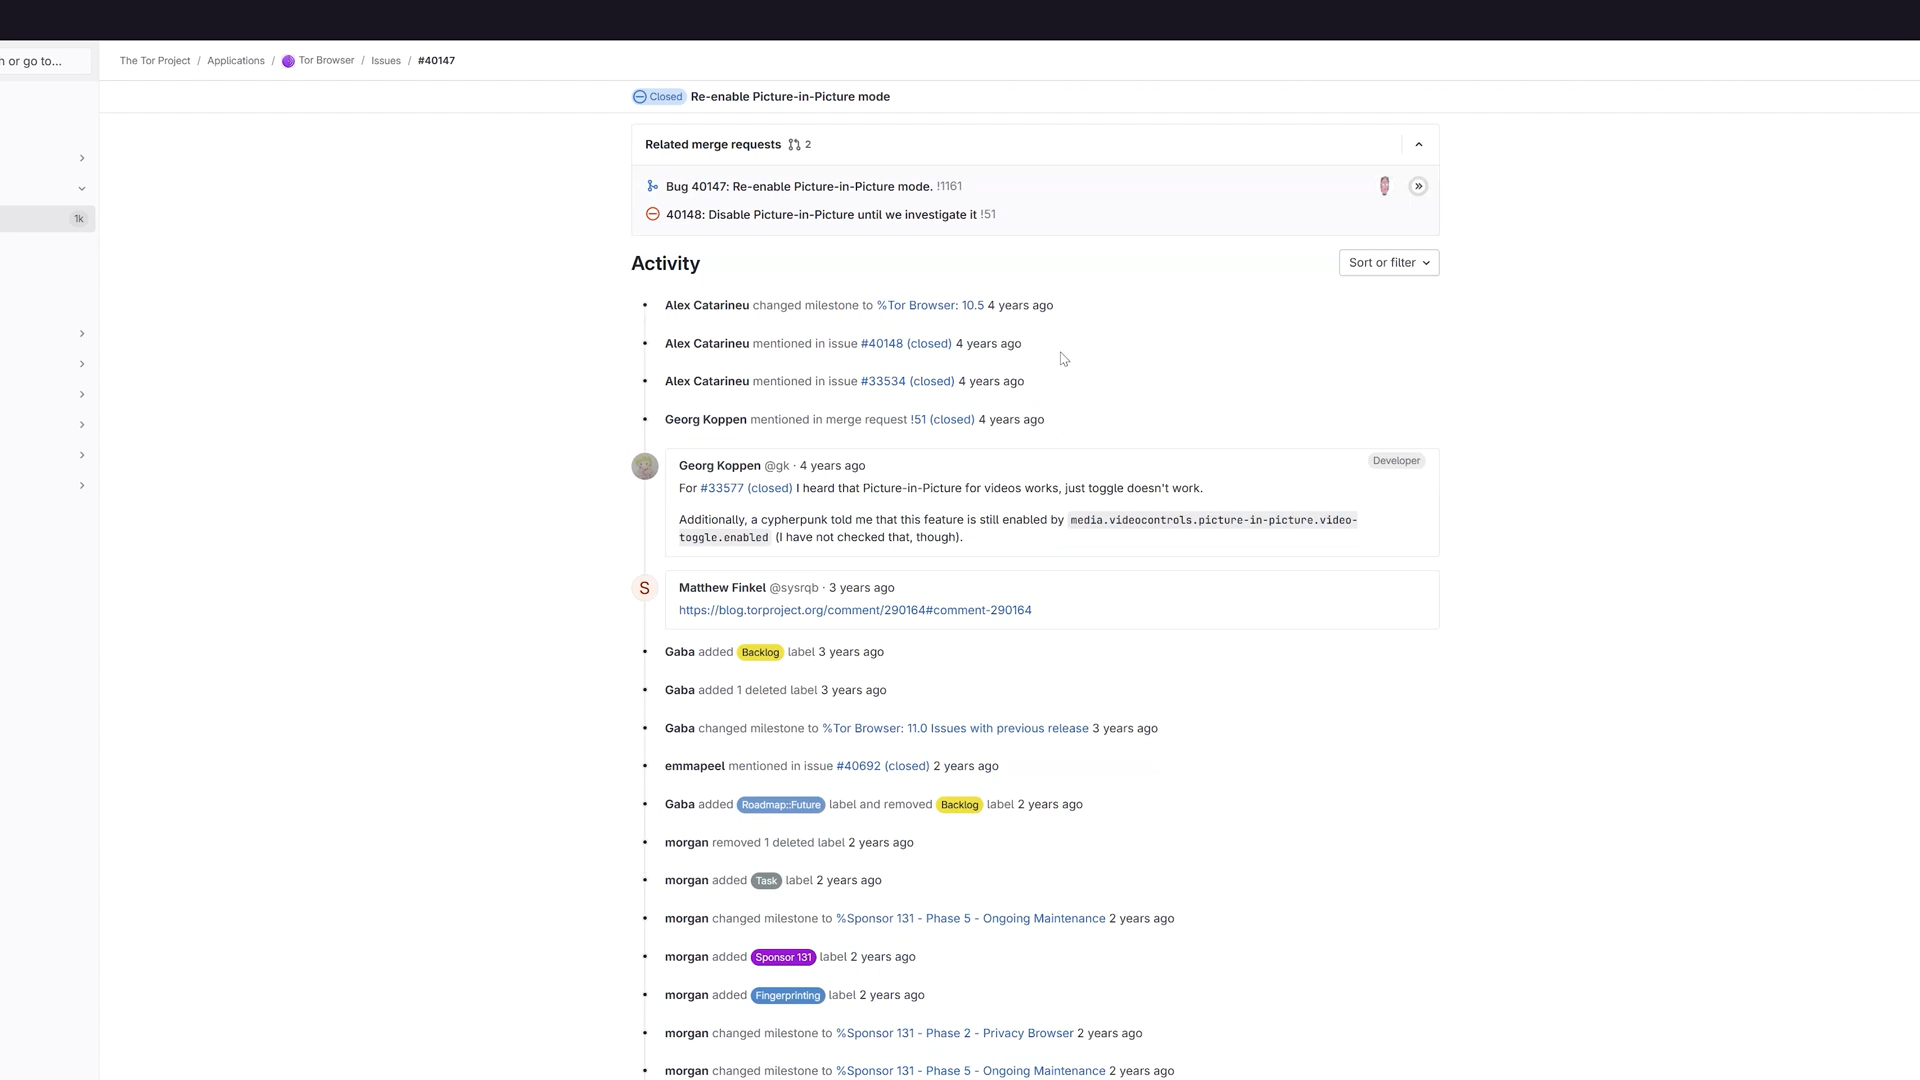 h or go to...
The Tor Project / Applications / Tor Browser / Issues / #40147
Closed Re-enable Picture-in-Picture mode
Related merge requests 2
Bug 40147: Re-enable Picture-in-Picture mode. !1161
40148: Disable Picture-in-Picture until we investigate it !51
1k
Activity
Sort or filter
Alex Catarineu changed milestone to %Tor Browser: 10.5 4 years ago
Alex Catarineu mentioned in issue #40148 (closed) 4 years ago
Alex Catarineu mentioned in issue #33534 (closed) 4 years ago
Georg Koppen mentioned in merge request !51 (closed) 4 years ago
Georg Koppen @gk · 4 years ago
Developer
For #33577 (closed) I heard that Picture-in-Picture for videos works, just toggle doesn't work.
Additionally, a cypherpunk told me that this feature is still enabled by media.videocontrols.picture-in-picture.video-
toggle.enabled (I have not checked that, though).
S
Matthew Finkel @sysrqb · 3 years ago
https://blog.torproject.org/comment/290164#comment-290164
Gaba added Backlog label 3 years ago
Gaba added 1 deleted label 3 years ago
Gaba changed milestone to %Tor Browser: 11.0 Issues with previous release 3 years ago
emmapeel mentioned in issue #40692 (closed) 2 years ago
Gaba added Roadmap::Future label and removed Backlog label 2 years ago
morgan removed 1 deleted label 2 years ago
morgan added Task label 2 years ago
morgan changed milestone to %Sponsor 131 - Phase 5 - Ongoing Maintenance 2 years ago
morgan added Sponsor 131 label 2 years ago
morgan added Fingerprinting label 2 years ago
morgan changed milestone to %Sponsor 131 - Phase 2 - Privacy Browser 2 years ago
morgan changed milestone to %Sponsor 131 - Phase 5 - Ongoing Maintenance 2 years ago